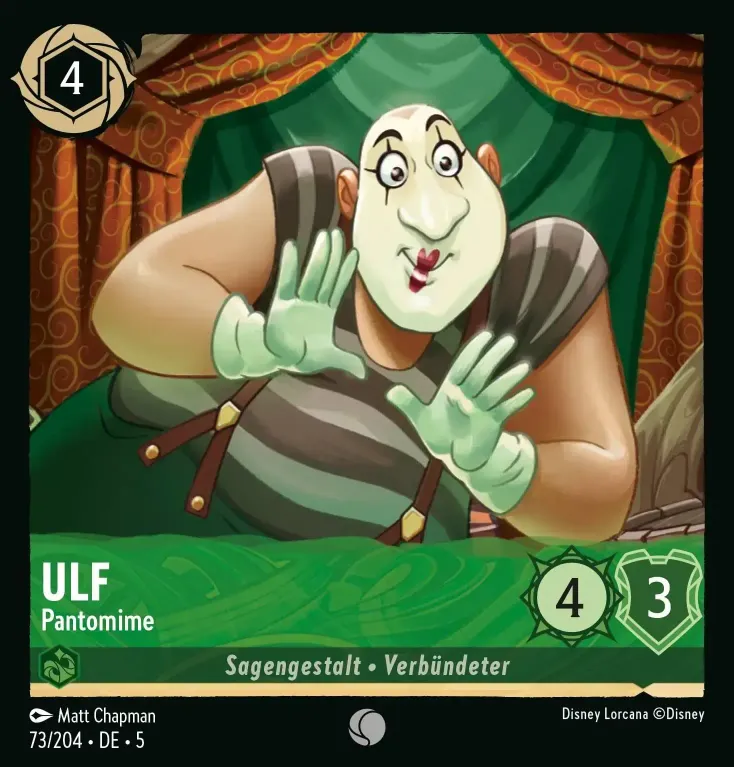 4
ULF
Pantomime
4 3
Sagengestalt • Verbündeter
Matt Chapman
Disney Lorcana ©Disney
73/204 • DE • 5